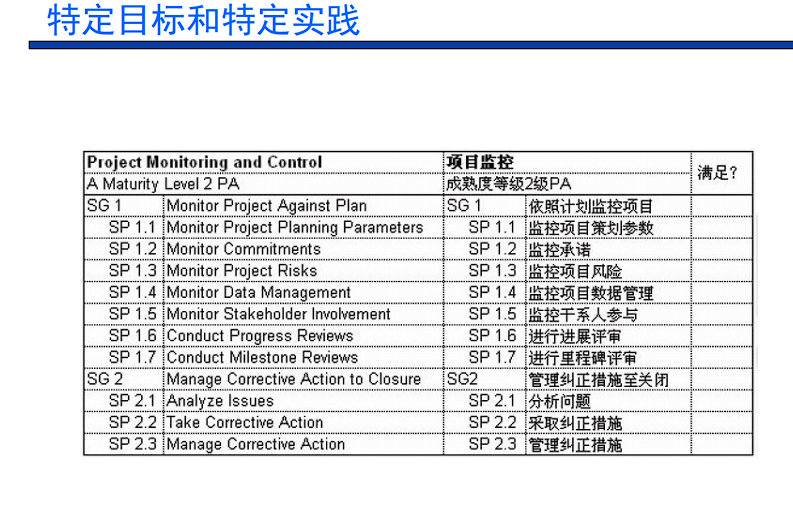 特定目标和特定实践
Project Monitoring and Control 项目监控 满足?
A Maturity Level 2 PA 成熟度等级2级PA
SG 1 Monitor Project Against Plan SG 1 依照计划监控项目
SP 1.1 Monitor Project Planning Parameters SP 1.1 监控项目策划参数
SP 1.2 Monitor Commitments SP 1.2 监控承诺
SP 1.3 Monitor Project Risks SP 1.3 监控项目风险
SP 1.4 Monitor Data Management SP 1.4 监控项目数据管理
SP 1.5 Monitor Stakeholder Involvement SP 1.5 监控干系人参与
SP 1.6 Conduct Progress Reviews SP 1.6 进行进展评审
SP 1.7 Conduct Milestone Reviews SP 1.7 进行里程碑评审
SG 2 Manage Corrective Action to Closure SG2 管理纠正措施至关闭
SP 2.1 Analyze Issues SP 2.1 分析问题
SP 2.2 Take Corrective Action SP 2.2 采取纠正措施
SP 2.3 Manage Corrective Action SP 2.3 管理纠正措施